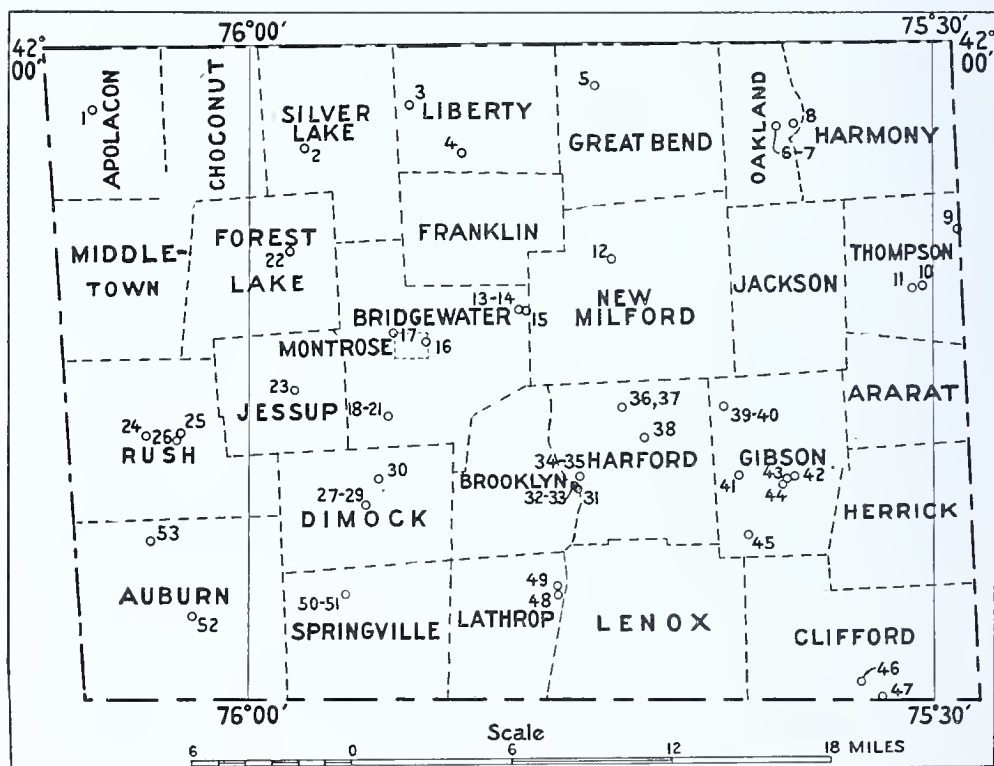 76°00′
75°30′
42°
00′
42°
00′
1
APOLACON
CHOCONUT
SILVER
LAKE
2
3
LIBERTY
4
5
GREAT BEND
OAKLAND
8
6-7
HARMONY
MIDDLE-
TOWN
FOREST
22
LAKE
FRANKLIN
12
NEW
MILFORD
JACKSON
9
THOMPSON
11
10
13-14
BRIDGEWATER
15
MONTROSE
17
16
23
JESSUP
18-21
36,37
38
39-40
ARARAT
24
26
25
RUSH
30
27-29
DIMOCK
34-35
HARFORD
BROOKLYN
32-33
31
GIBSON
41
43
42
44
45
HERRICK
53
AUBURN
52
50-51
SPRINGVILLE
49
48
LATHROP
LENOX
CLIFFORD
46
47
76°00′
75°30′
Scale
6
0
6
12
18 MILES